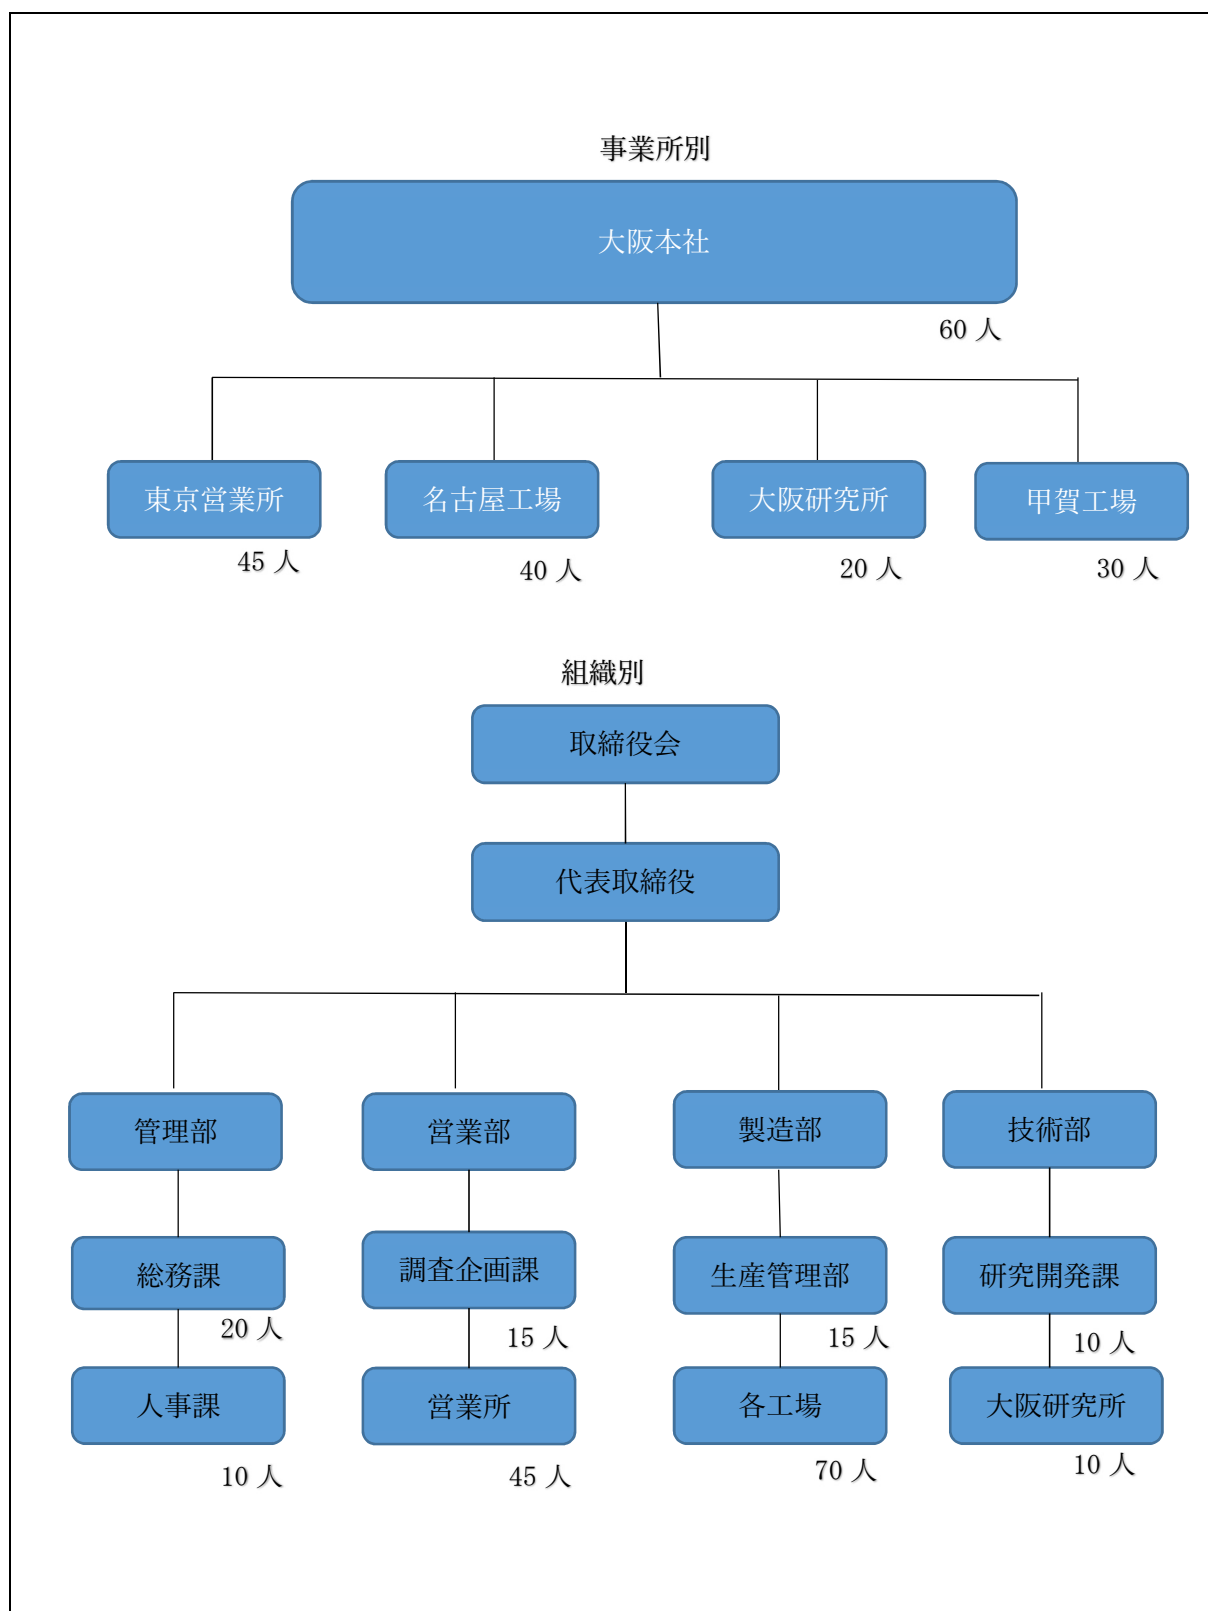 事業所別
大阪本社
60 人
東京営業所
名古屋工場
大阪研究所
甲賀工場
45 人
40 人
20 人
30 人
組織別
取締役会
代表取締役
管理部
営業部
製造部
技術部
総務課
調査企画課
生産管理部
研究開発課
20 人
15 人
15 人
10 人
人事課
営業所
各工場
大阪研究所
10 人
45 人
70 人
10 人